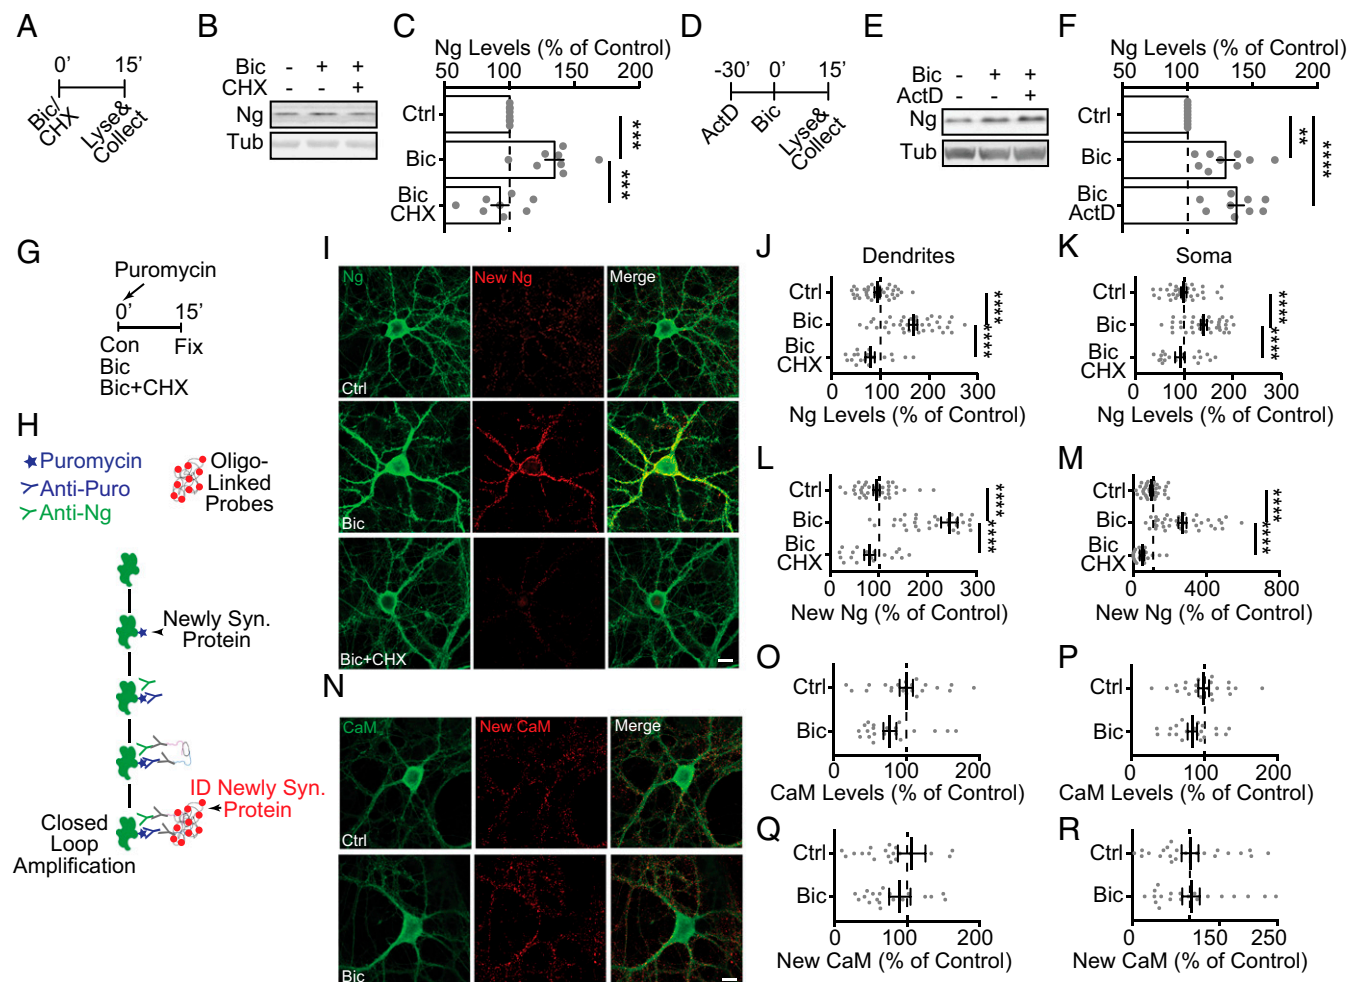 A
0' 15'
Bic/
CHX
Lyse&
Collect
B
Bic - + +
CHX - - +
Ng
Tub
C
Ng Levels (% of Control)
50 100 150 200
Ctrl
Bic
Bic
CHX
***
***
D
-30' 0' 15'
ActD
Bic
Lyse&
Collect
E
Bic - + +
ActD - - +
Ng
Tub
F
Ng Levels (% of Control)
50 100 150 200
Ctrl
Bic
Bic
ActD
**
****
G
Puromycin
0' 15'
Con Fix
Bic
Bic+CHX
H
Puromycin
Anti-Puro
Anti-Ng
Oligo-
Linked
Probes
Newly Syn.
Protein
ID Newly Syn.
Protein
Closed
Loop
Amplification
I
Ng New Ng Merge
Ctrl
Bic
Bic+CHX
J
Dendrites
Ctrl
Bic
Bic
CHX
****
****
0 100 200 300
Ng Levels (% of Control)
K
Soma
Ctrl
Bic
Bic
CHX
****
****
0 100 200 300
Ng Levels (% of Control)
L
Ctrl
Bic
Bic
CHX
****
****
0 100 200 300
New Ng (% of Control)
M
Ctrl
Bic
Bic
CHX
****
****
0 400 800
New Ng (% of Control)
N
CaM New CaM Merge
Ctrl
Bic
O
Ctrl
Bic
0 100 200
CaM Levels (% of Control)
P
Ctrl
Bic
0 100 200
CaM Levels (% of Control)
Q
Ctrl
Bic
0 100 200
New CaM (% of Control)
R
Ctrl
Bic
0 150 250
New CaM (% of Control)